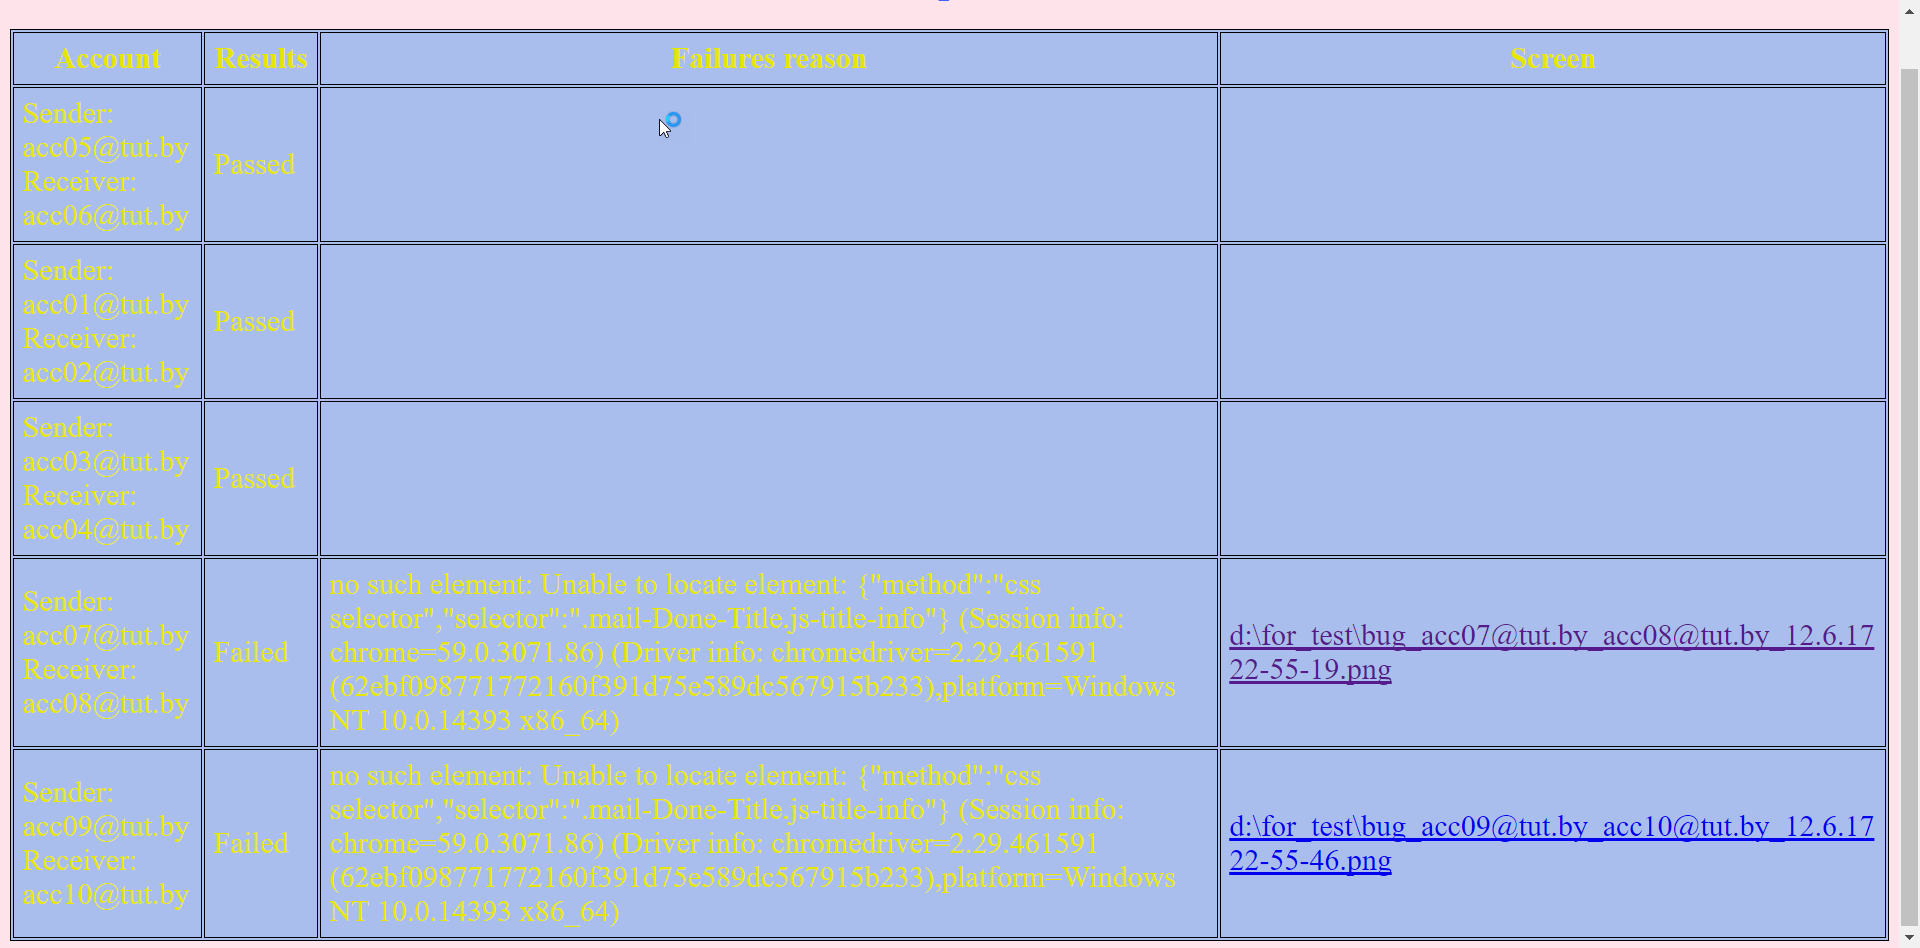 Account Results Failures reason Screen
Sender:
acc05@tut.by
Receiver:
acc06@tut.by
Passed
Sender:
acc01@tut.by
Receiver:
acc02@tut.by
Passed
Sender:
acc03@tut.by
Receiver:
acc04@tut.by
Passed
Sender:
acc07@tut.by
Receiver:
acc08@tut.by
Failed
no such element: Unable to locate element: {"method":"css
selector","selector":".mail-Done-Title.js-title-info"} (Session info:
chrome=59.0.3071.86) (Driver info: chromedriver=2.29.461591
(62ebf098771772160f391d75e589dc567915b233),platform=Windows
NT 10.0.14393 x86_64)
d:\for_test\bug_acc07@tut.by_acc08@tut.by_12.6.17
22-55-19.png
Sender:
acc09@tut.by
Receiver:
acc10@tut.by
Failed
no such element: Unable to locate element: {"method":"css
selector","selector":".mail-Done-Title.js-title-info"} (Session info:
chrome=59.0.3071.86) (Driver info: chromedriver=2.29.461591
(62ebf098771772160f391d75e589dc567915b233),platform=Windows
NT 10.0.14393 x86_64)
d:\for_test\bug_acc09@tut.by_acc10@tut.by_12.6.17
22-55-46.png